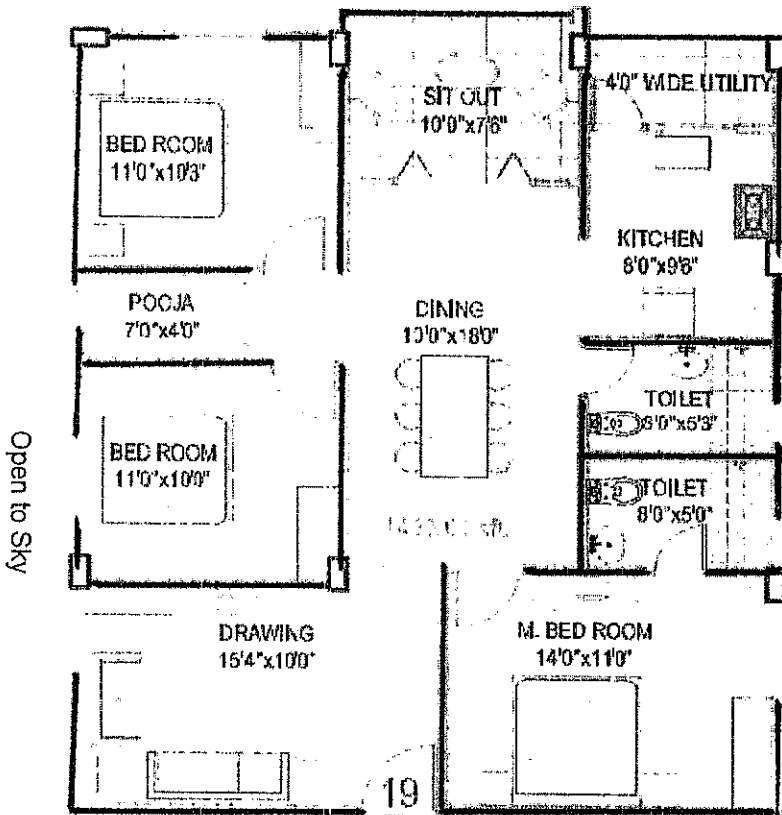 SIT OUT
10'0"x7'6"
4'0" WIDE UTILITY
BED ROOM
11'0"x10'3"
KITCHEN
8'0"x9'6"
POOJA
7'0"x4'0"
DINING
10'0"x18'0"
TOILET
8'0"x5'3"
BED ROOM
11'0"x10'0"
TOILET
8'0"x5'0"
sft.
Open to Sky
DRAWING
15'4"x10'0"
M. BED ROOM
14'0"x11'0"
19